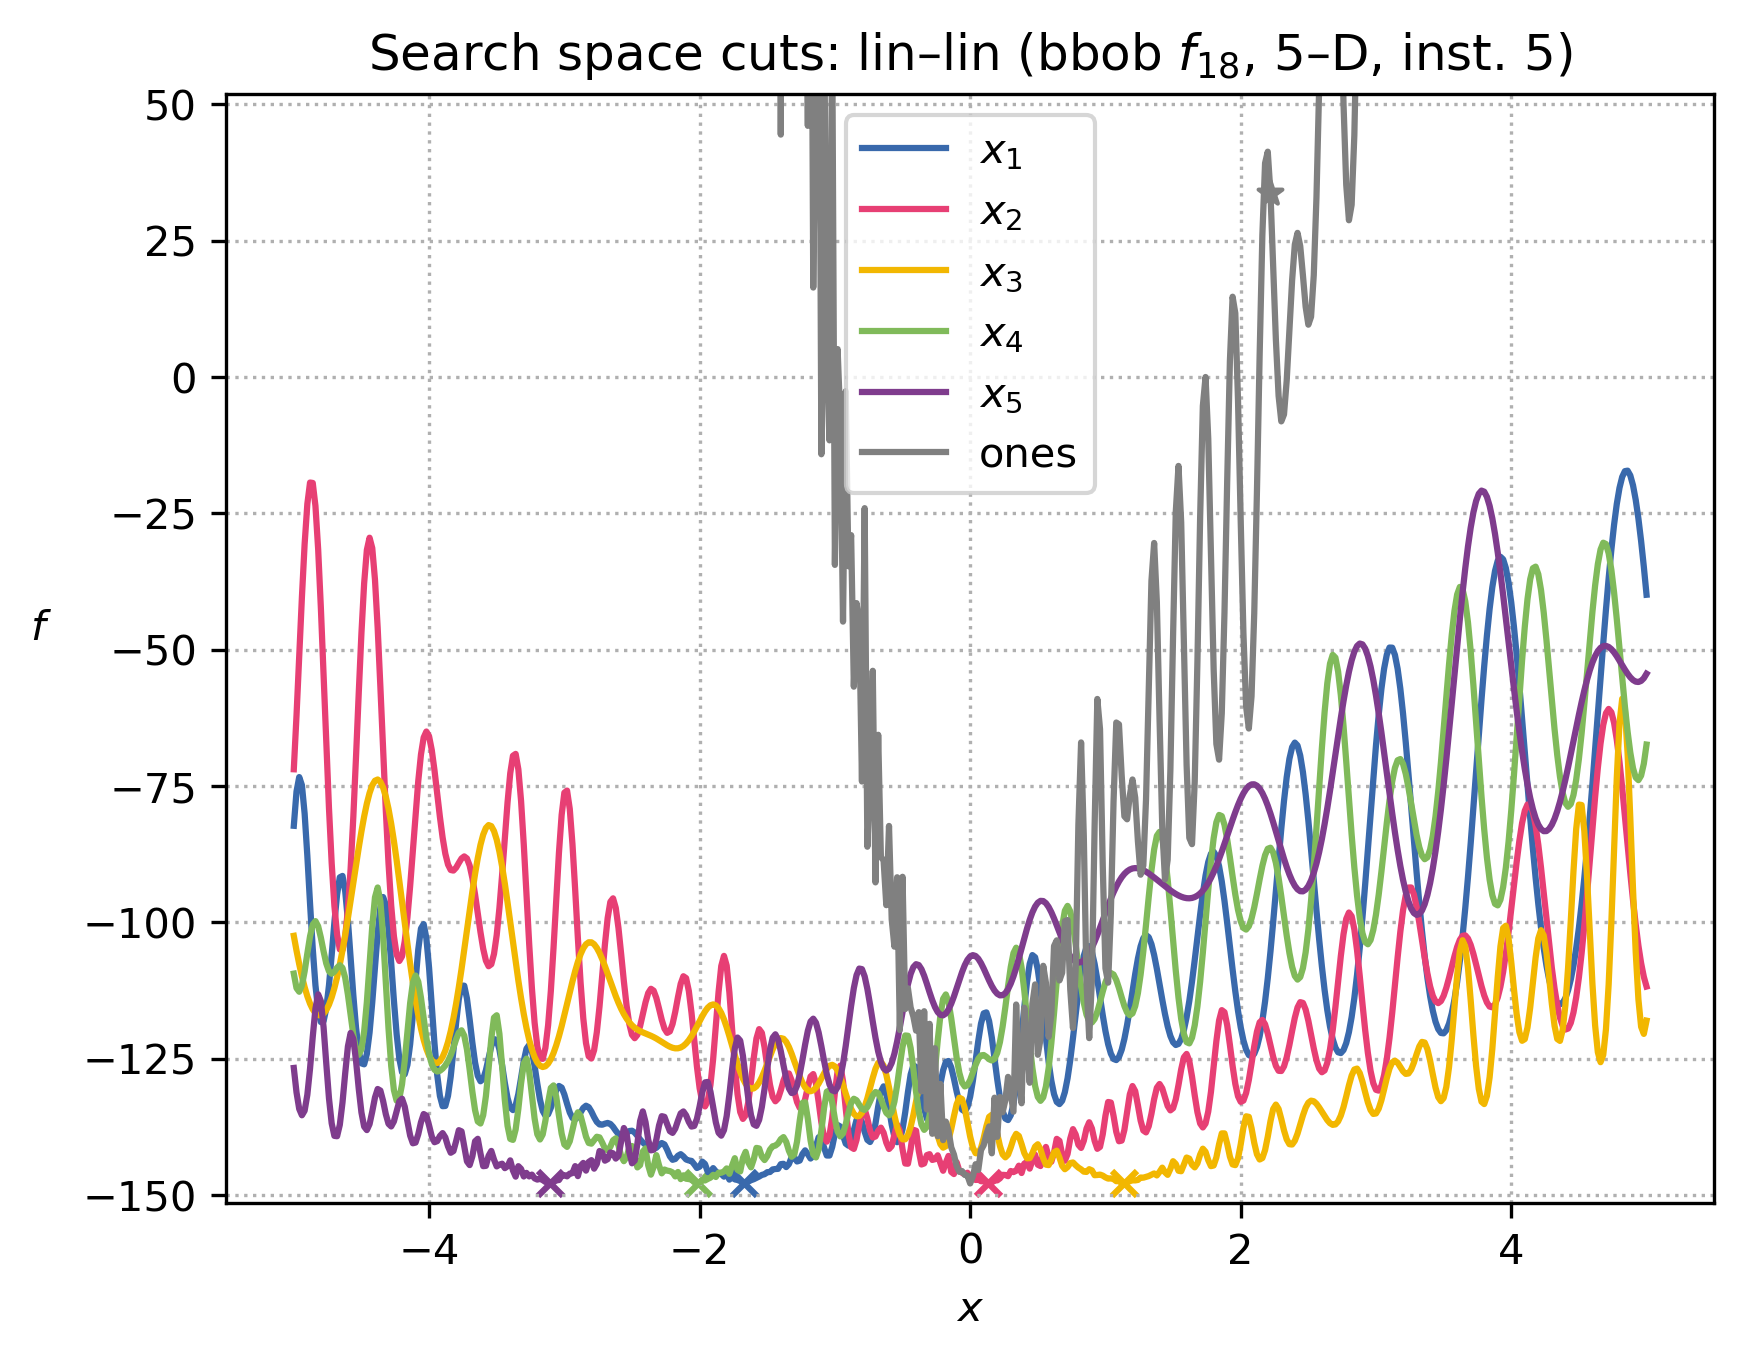 Search space cuts: lin–lin (bbob f18, 5–D, inst. 5)
50
25
0
−25
−50
−75
−100
−125
−150
f
x1
x2
x3
x4
x5
ones
−4 −2 0 2 4
x